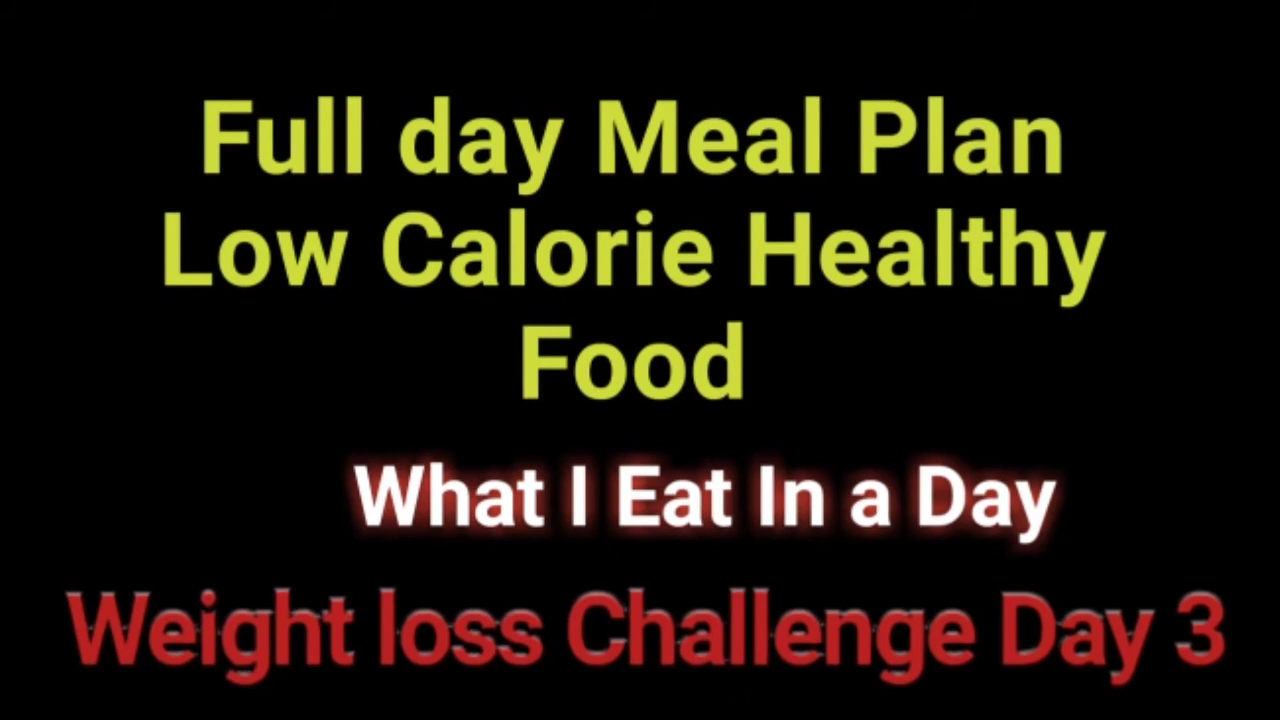 Full day Meal Plan
Low Calorie Healthy
Food
What I Eat In a Day
Weight loss Challenge Day 3